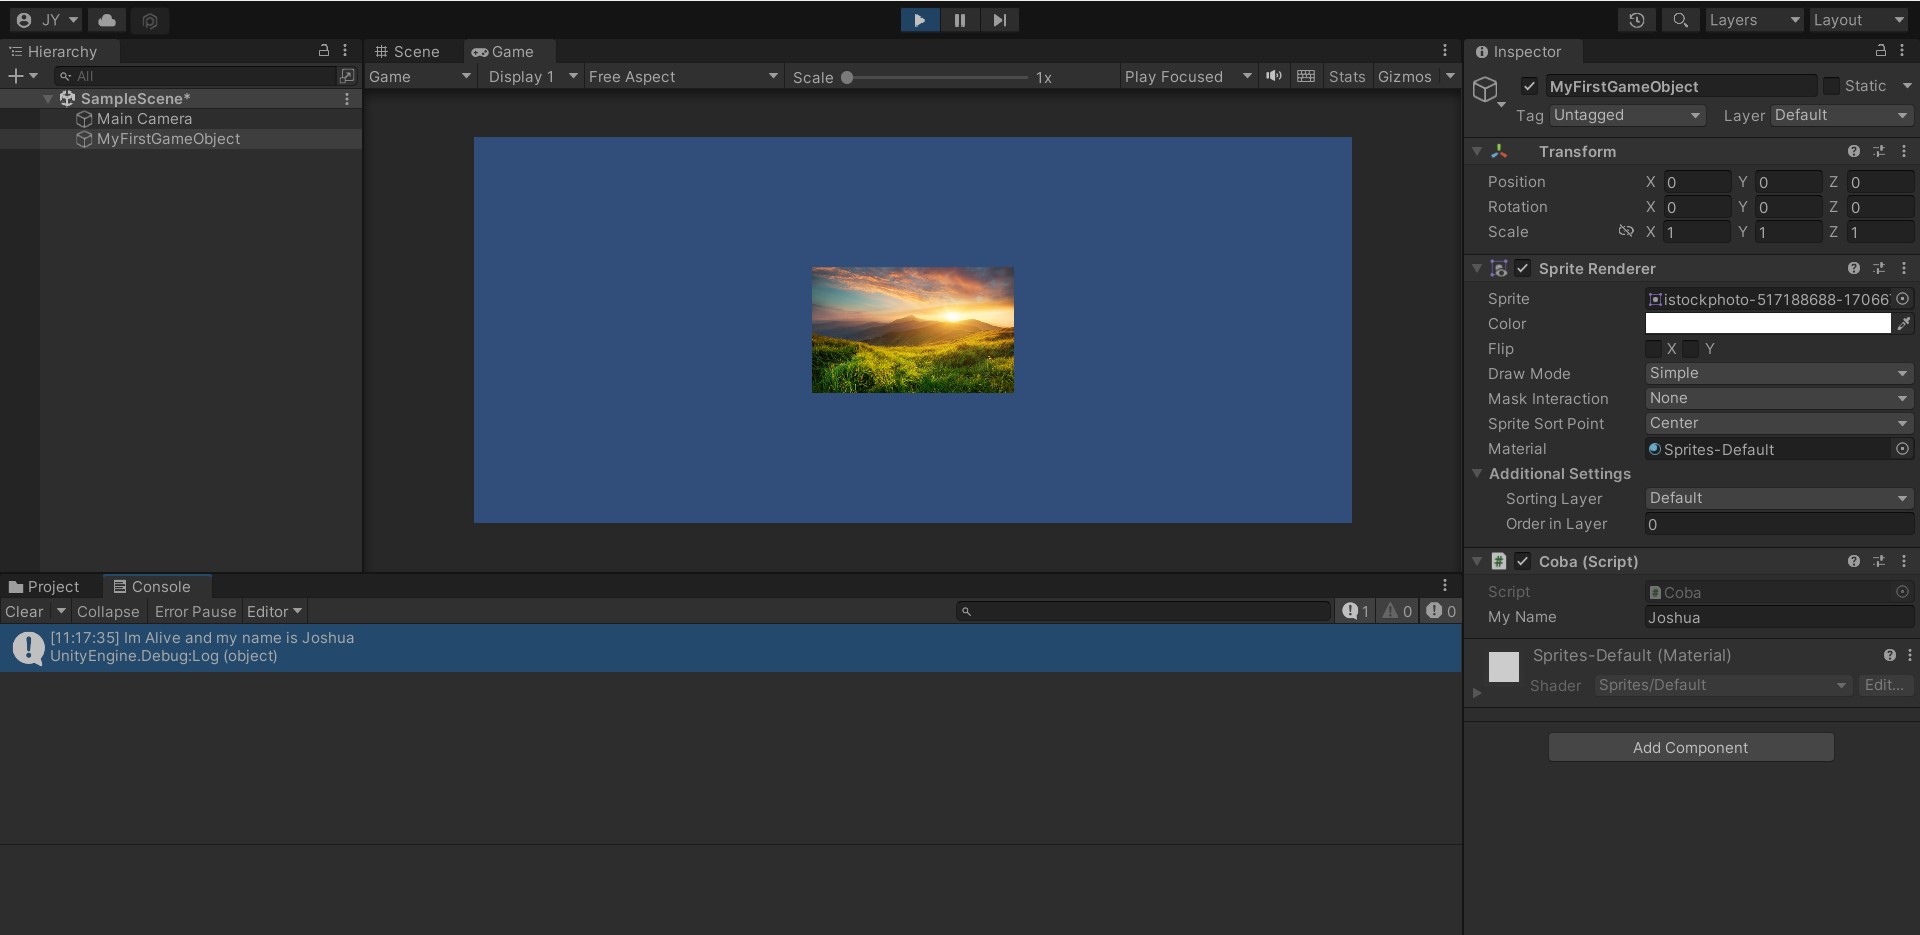 JY
Layers
Layout
Hierarchy
All
SampleScene*
Main Camera
MyFirstGameObject
Scene
Game
Game
Display 1
Free Aspect
Scale
1x
Play Focused
Stats
Gizmos
Project
Console
Clear
Collapse
Error Pause
Editor
1
0
0
[11:17:35] Im Alive and my name is Joshua
UnityEngine.Debug:Log (object)
Inspector
MyFirstGameObject
Static
Tag Untagged Layer Default
Transform
Position X 0 Y 0 Z 0
Rotation X 0 Y 0 Z 0
Scale X 1 Y 1 Z 1
Sprite Renderer
Sprite istockphoto-517188688-17066
Color
Flip X Y
Draw Mode Simple
Mask Interaction None
Sprite Sort Point Center
Material Sprites-Default
Additional Settings
Sorting Layer Default
Order in Layer 0
Coba (Script)
Script Coba
My Name Joshua
Sprites-Default (Material)
Shader Sprites/Default Edit...
Add Component